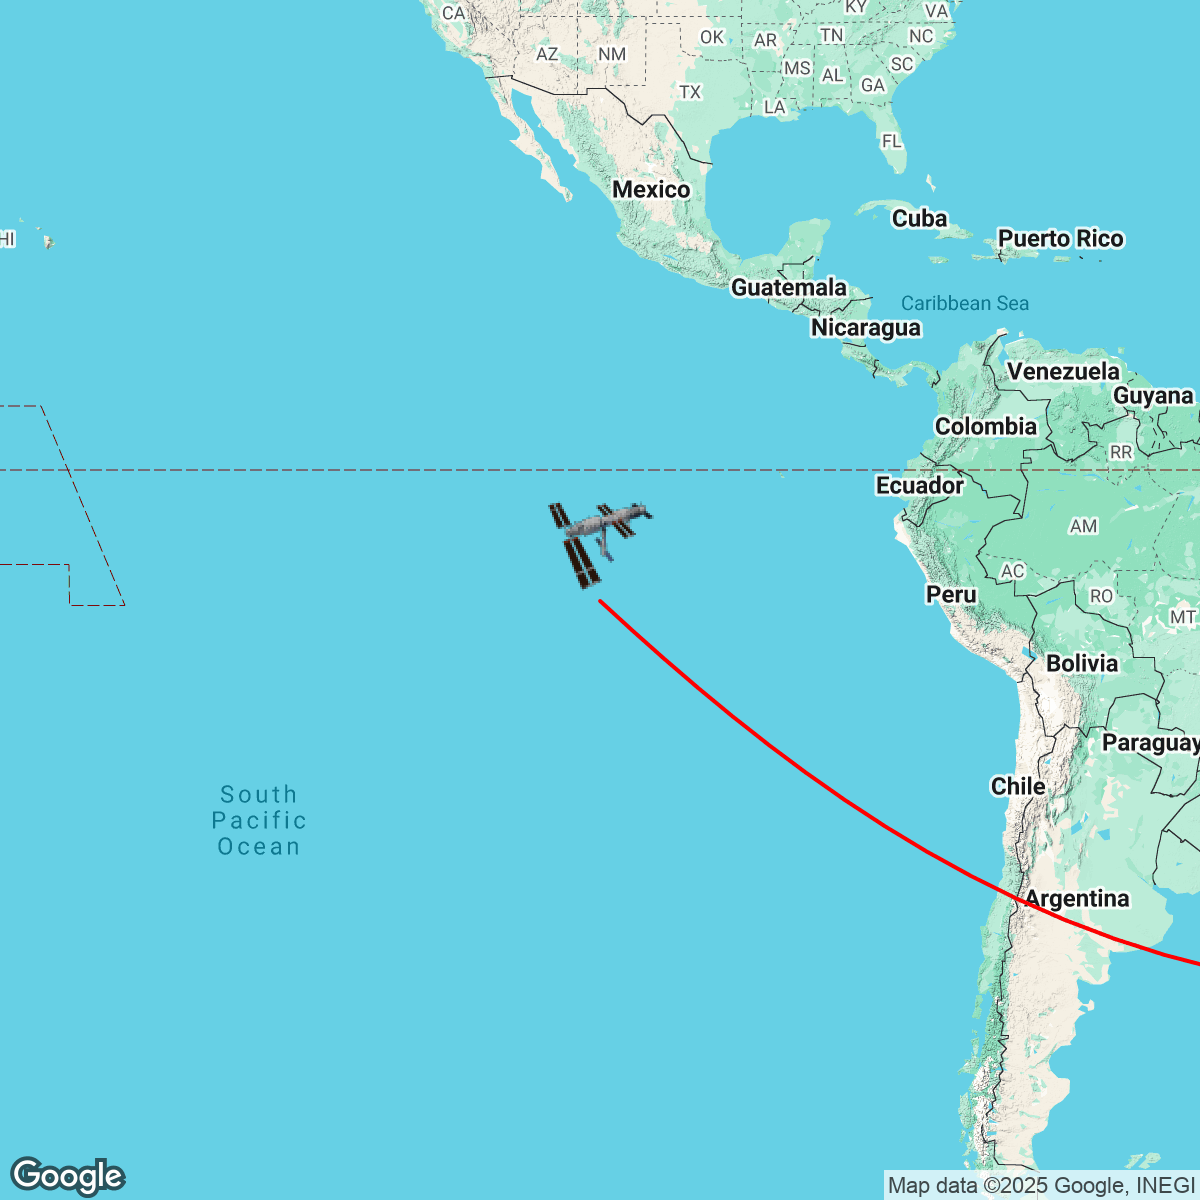 CA
KY
VA
AZ
NM
OK
AR
TN
NC
MS
AL
SC
TX
GA
LA
FL
Mexico
Cuba
HI
Puerto Rico
Guatemala
Caribbean Sea
Nicaragua
Venezuela
Guyana
Colombia
RR
Ecuador
AM
AC
Peru
RO
MT
Bolivia
Paraguay
Chile
South
Pacific
Ocean
Argentina
Google
Map data ©2025 Google, INEGI